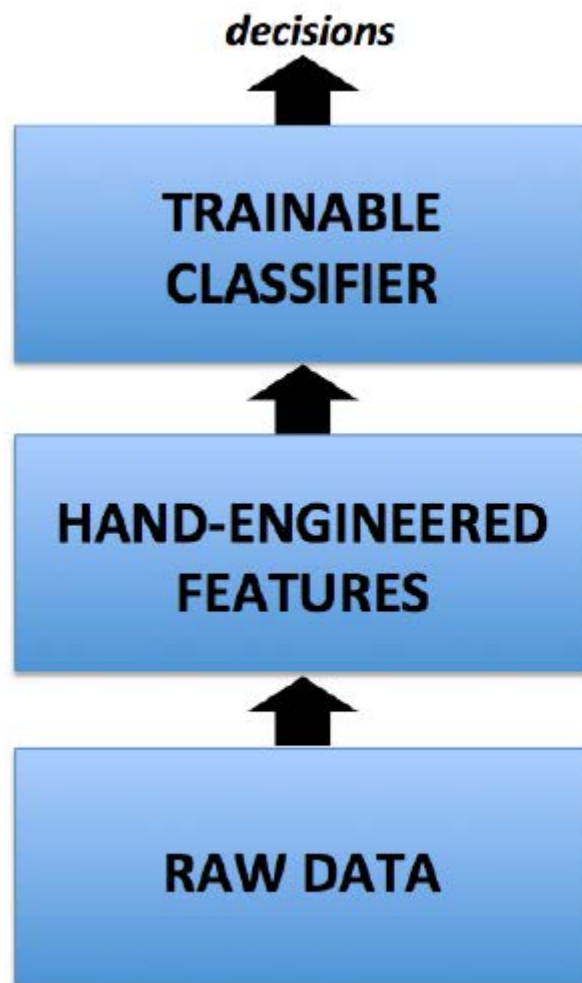 decisions
TRAINABLE
CLASSIFIER
HAND-ENGINEERED
FEATURES
RAW DATA